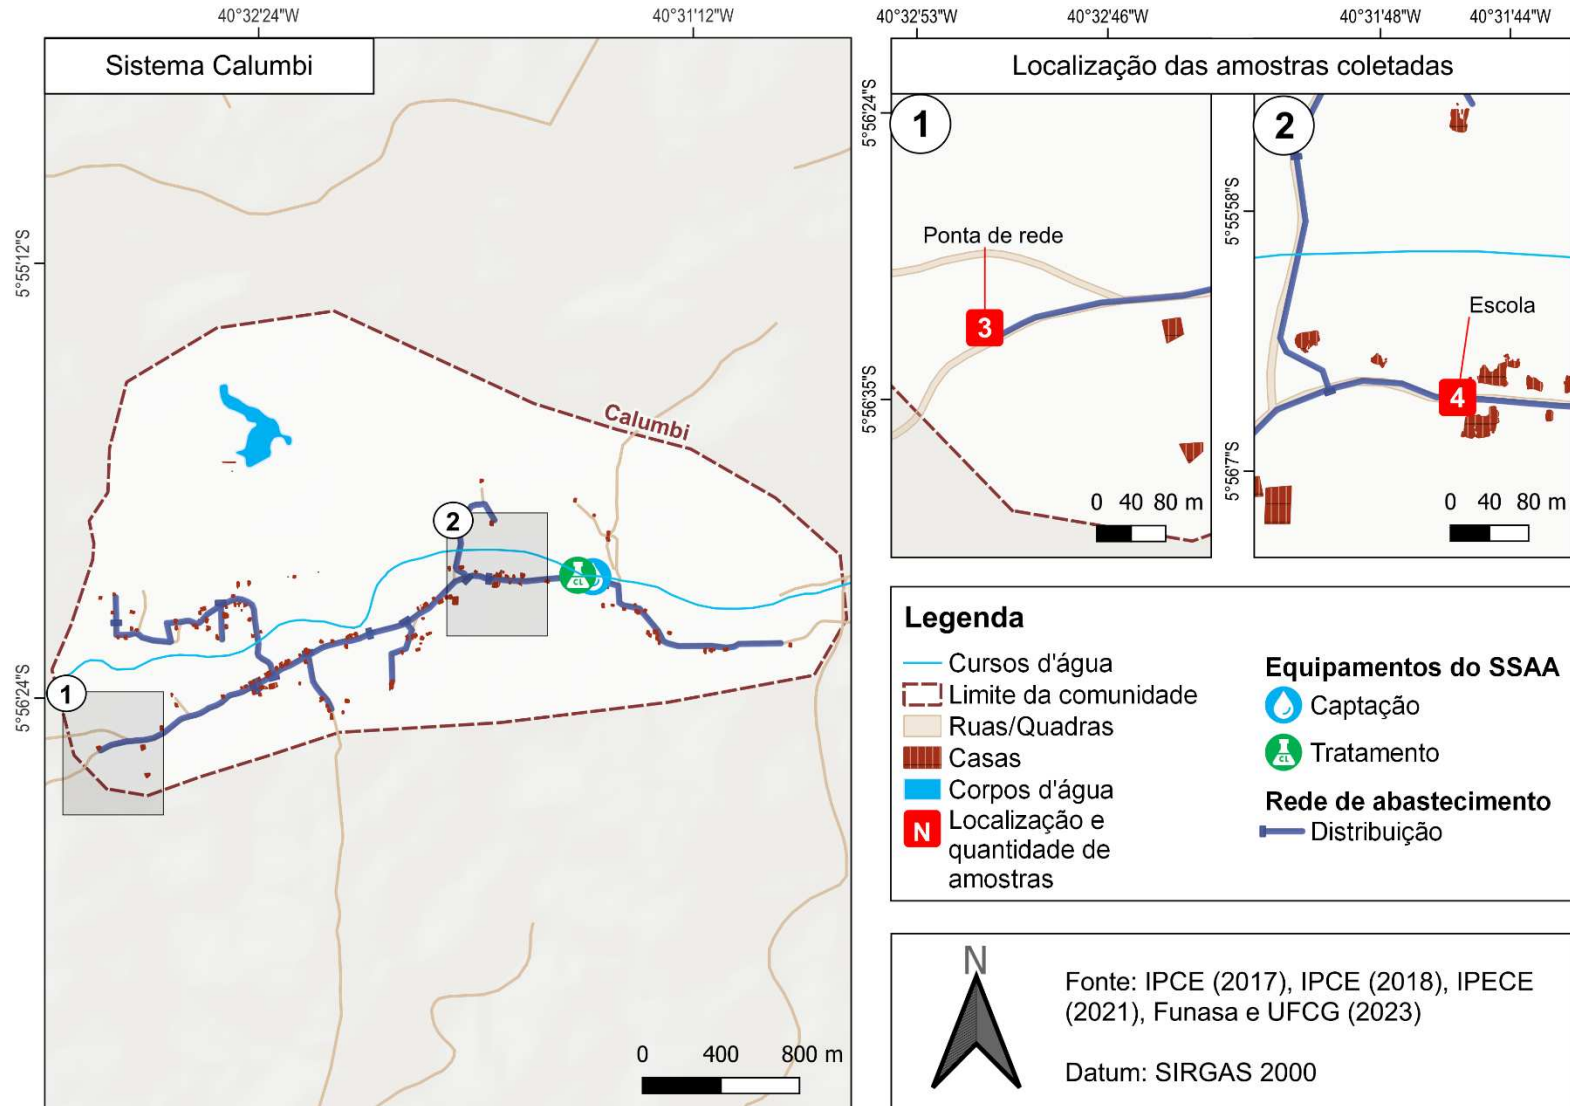 40°32'24"W
40°31'12"W
40°32'53"W
40°32'46"W
40°31'48"W
40°31'44"W
Sistema Calumbi
Localização das amostras coletadas
5°55'12"S
5°56'24"S
Calumbi
1
2
0 400 800 m
1
5°56'24"S
5°56'35"S
Ponta de rede
3
0 40 80 m
2
5°55'58"S
5°56'7"S
Escola
4
0 40 80 m
Legenda
Cursos d'água
Limite da comunidade
Ruas/Quadras
Casas
Corpos d'água
N
Localização e
quantidade de
amostras
Equipamentos do SSAA
Captação
CL
Tratamento
Rede de abastecimento
Distribuição
N
Fonte: IPCE (2017), IPCE (2018), IPECE
(2021), Funasa e UFCG (2023)
Datum: SIRGAS 2000